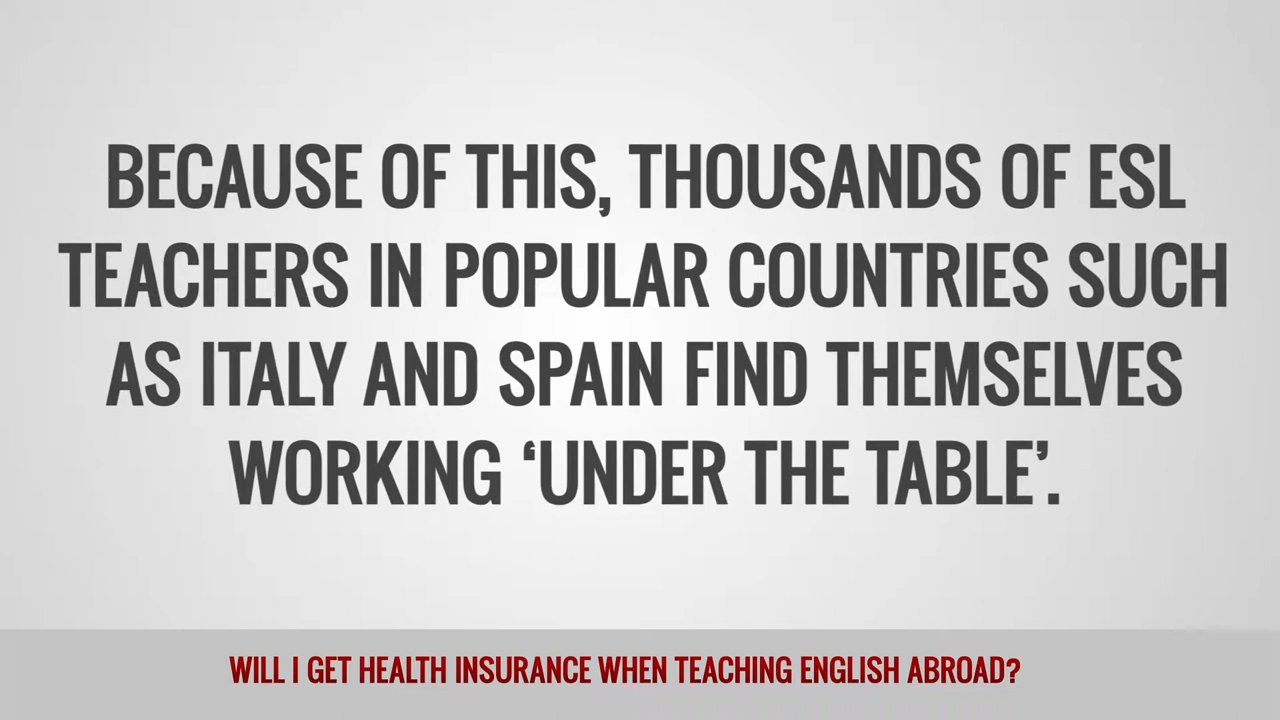 BECAUSE OF THIS, THOUSANDS OF ESL
TEACHERS IN POPULAR COUNTRIES SUCH
AS ITALY AND SPAIN FIND THEMSELVES
WORKING ‘UNDER THE TABLE’.
WILL I GET HEALTH INSURANCE WHEN TEACHING ENGLISH ABROAD?